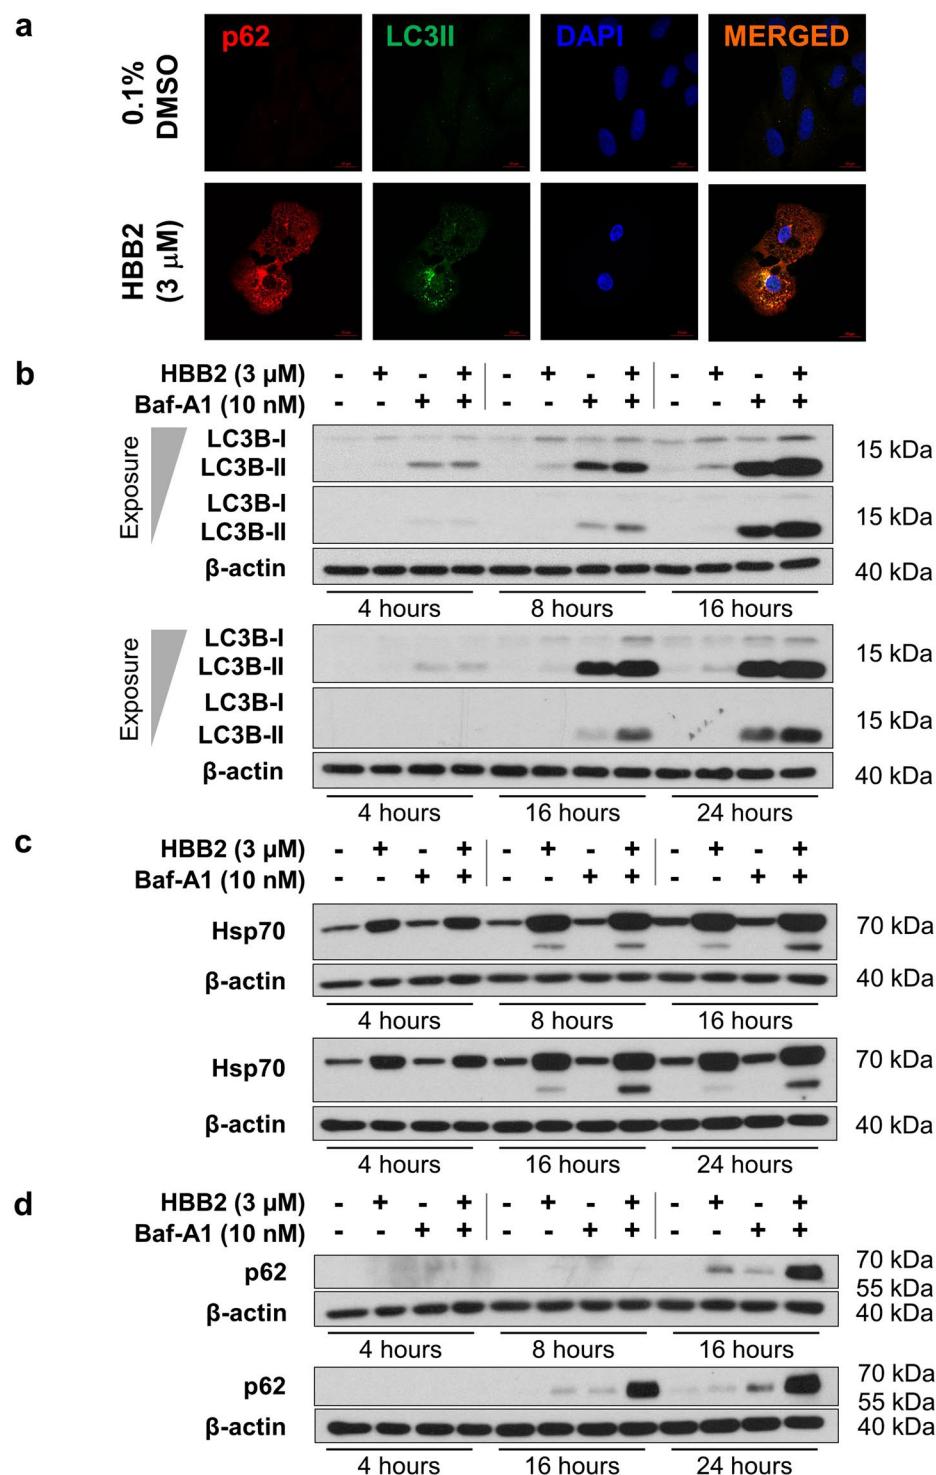 a
p62 LC3II DAPI MERGED
0.1%
DMSO
HBB2
(3 µM)
b
HBB2 (3 µM) - + - + - + - + - + - +
Baf-A1 (10 nM) - - + + - - + + - - + +
Exposure
LC3B-I
LC3B-II
15 kDa
LC3B-I
LC3B-II
15 kDa
β-actin
40 kDa
4 hours 8 hours 16 hours
Exposure
LC3B-I
LC3B-II
15 kDa
LC3B-I
LC3B-II
15 kDa
β-actin
40 kDa
4 hours 16 hours 24 hours
c
HBB2 (3 µM) - + - + - + - + - + - +
Baf-A1 (10 nM) - - + + - - + + - - + +
Hsp70 70 kDa
β-actin 40 kDa
4 hours 8 hours 16 hours
Hsp70 70 kDa
β-actin 40 kDa
4 hours 16 hours 24 hours
d
HBB2 (3 µM) - + - + - + - + - + - +
Baf-A1 (10 nM) - - + + - - + + - - + +
70 kDa
p62
55 kDa
β-actin 40 kDa
4 hours 8 hours 16 hours
70 kDa
p62
55 kDa
β-actin 40 kDa
4 hours 16 hours 24 hours